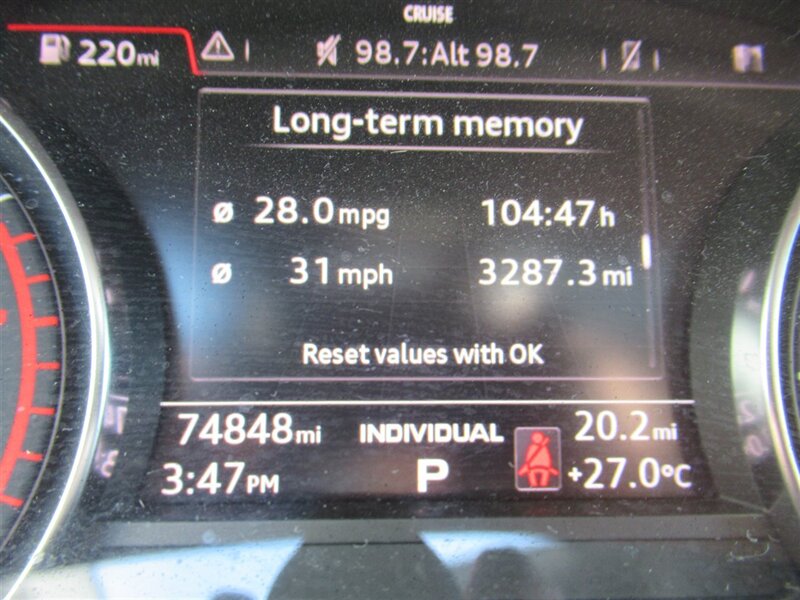 CRUISE
220mi 98.7:Alt 98.7
Long-term memory
ø 28.0mpg 104:47h
ø 31mph 3287.3mi
Reset values with OK
74848mi INDIVIDUAL 20.2mi
3:47PM P +27.0°C